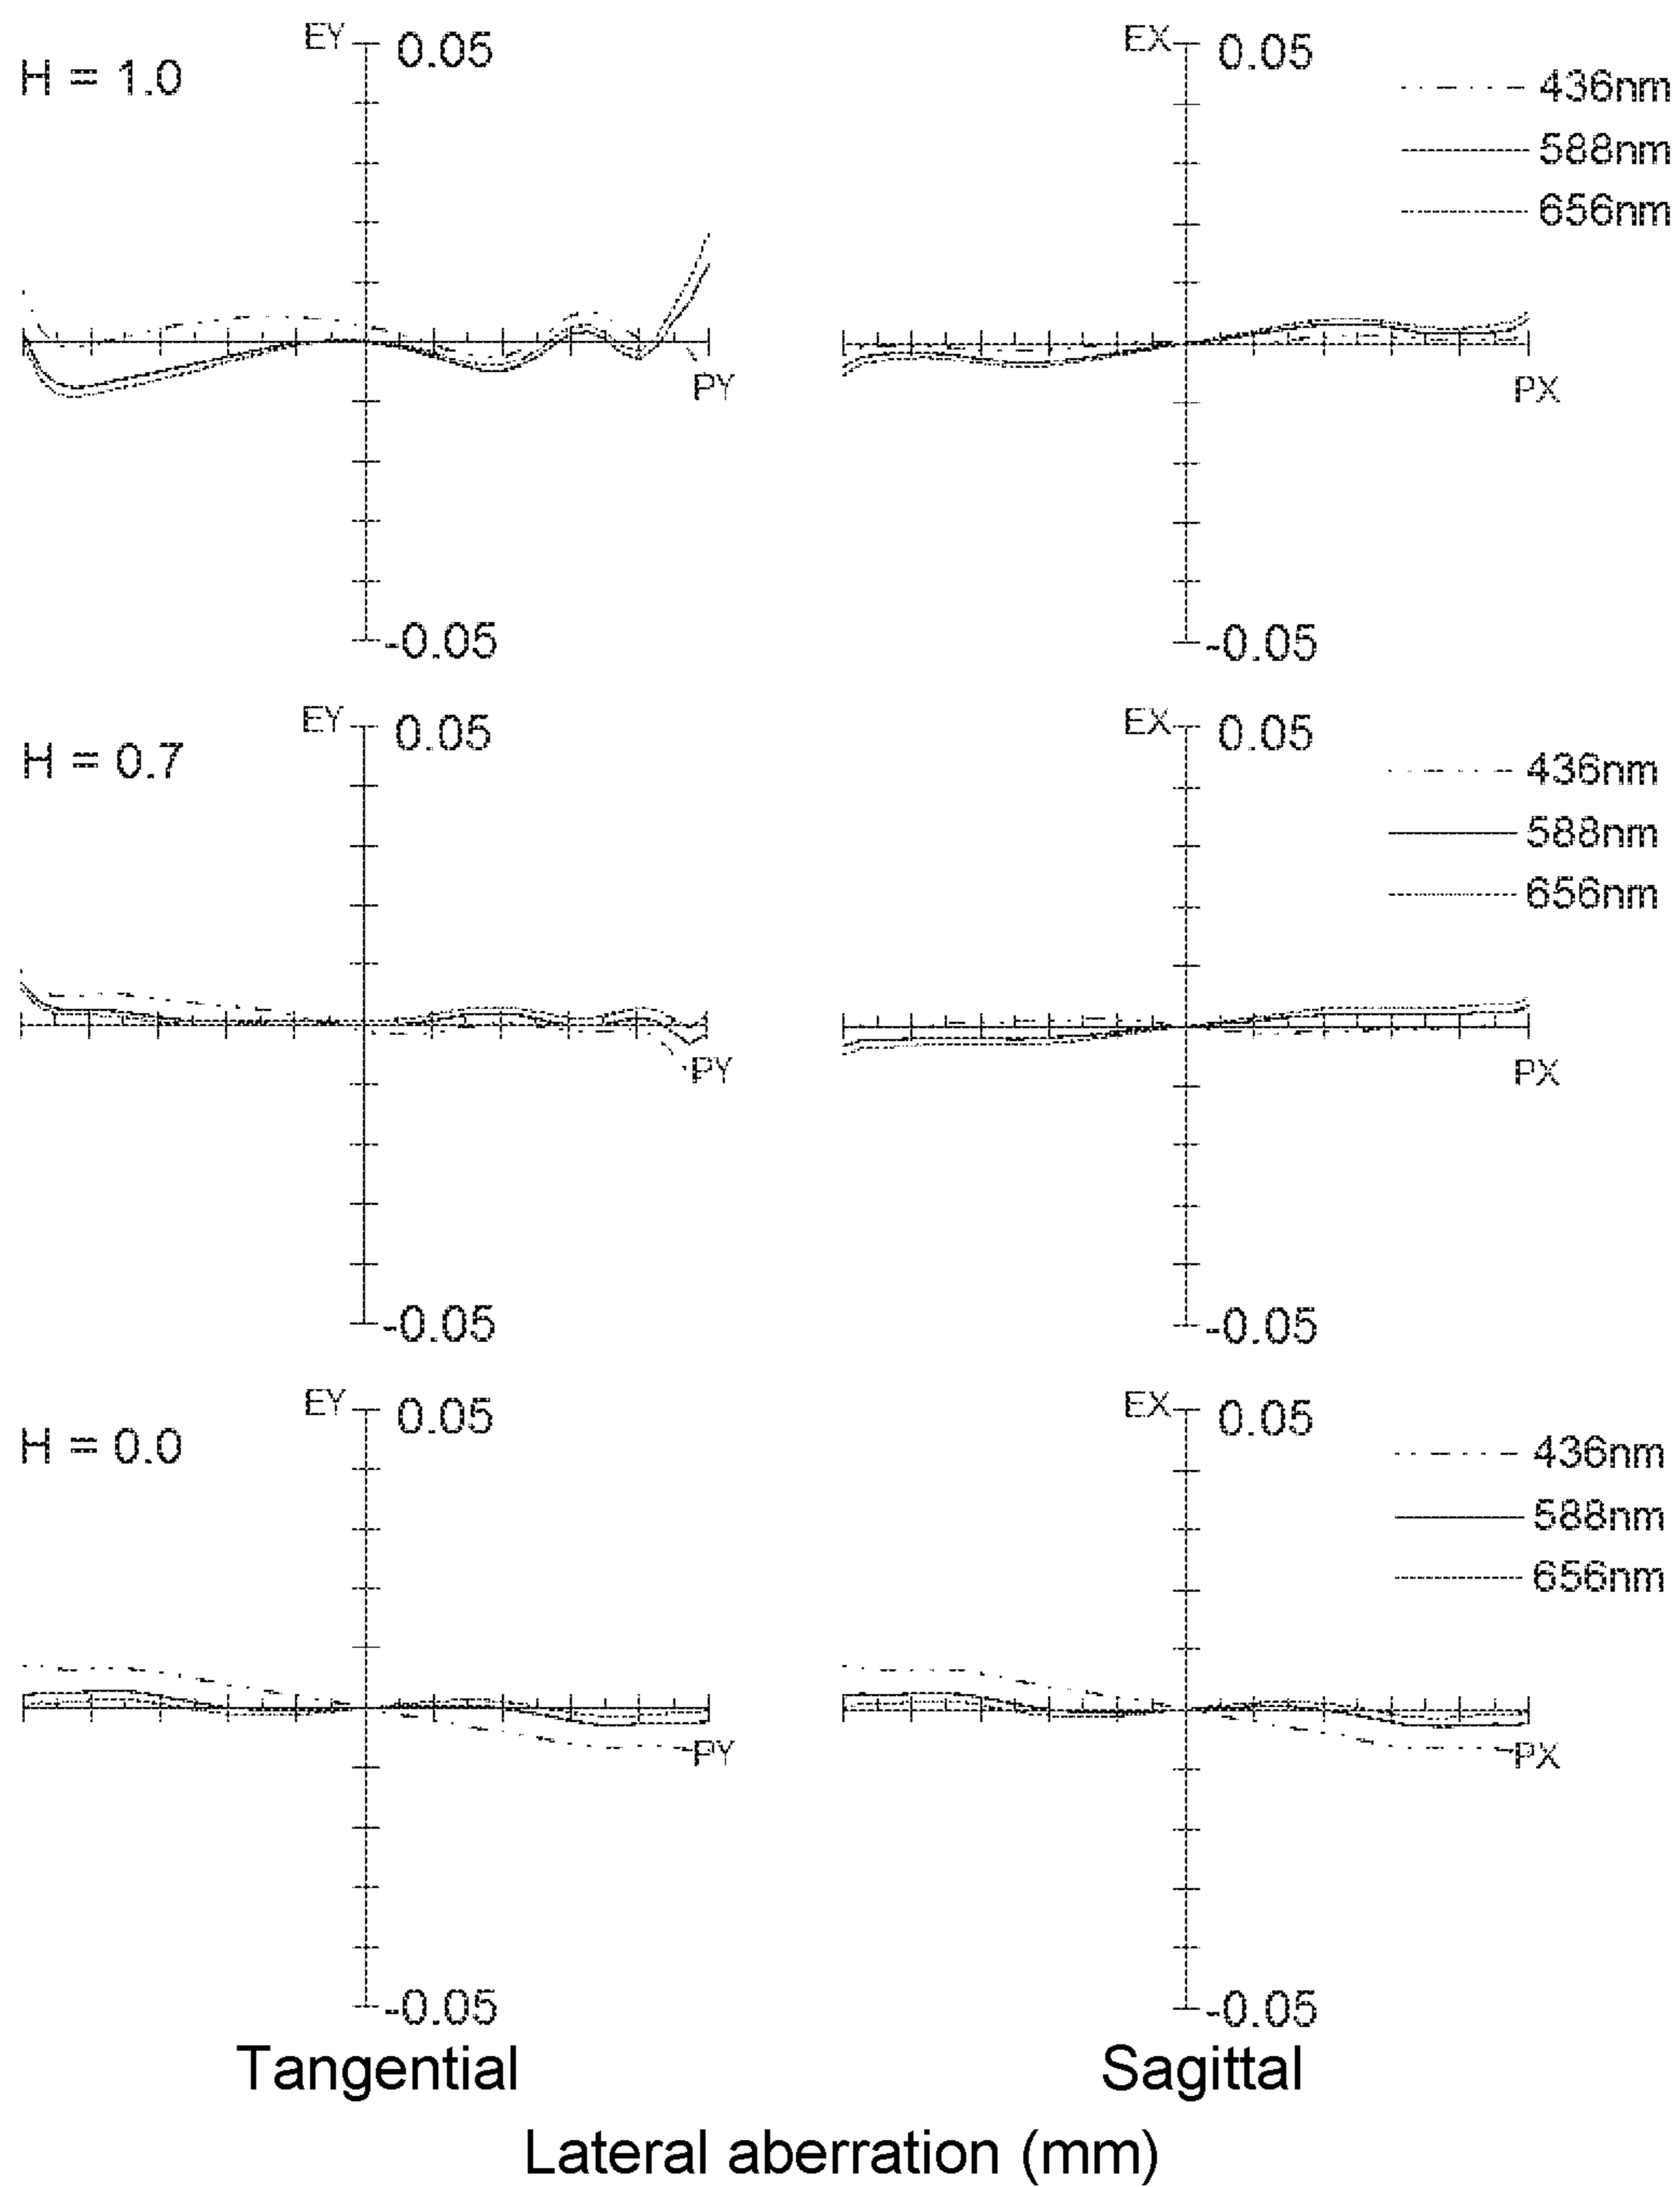 EY 0.05 EX 0.05
H = 1.0
436nm
588nm
656nm
PY PX
-0.05 -0.05
EY 0.05 EX 0.05
H = 0.7
436nm
588nm
656nm
PY PX
-0.05 -0.05
EY 0.05 EX 0.05
H = 0.0
436nm
588nm
656nm
PY PX
-0.05 -0.05
Tangential Sagittal
Lateral aberration (mm)